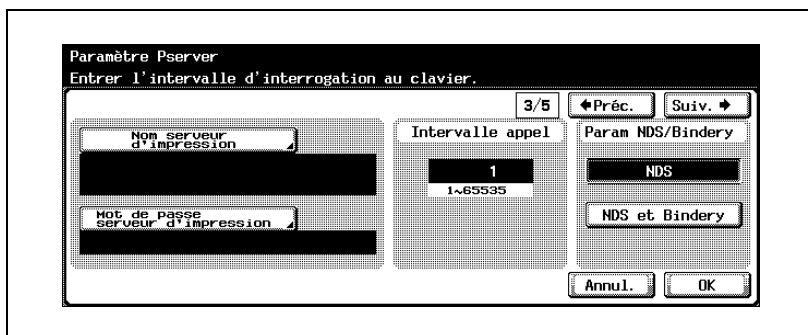 Paramètre Pserver
Entrer l'intervalle d'interrogation au clavier.
3/5
Préc.
Suiv.
Nom serveur
d'impression
Mot de passe
serveur d'impression
Intervalle appel
1
1~65535
Param NDS/Bindery
NDS
NDS et Bindery
Annul.
OK